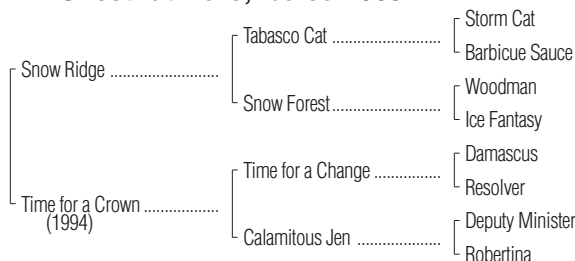 Storm Cat
Tabasco Cat
Barbicue Sauce
Snow Ridge
Woodman
Snow Forest
Ice Fantasy
Damascus
Time for a Change
Resolver
Time for a Crown
(1994)
Deputy Minister
Calamitous Jen
Robertina